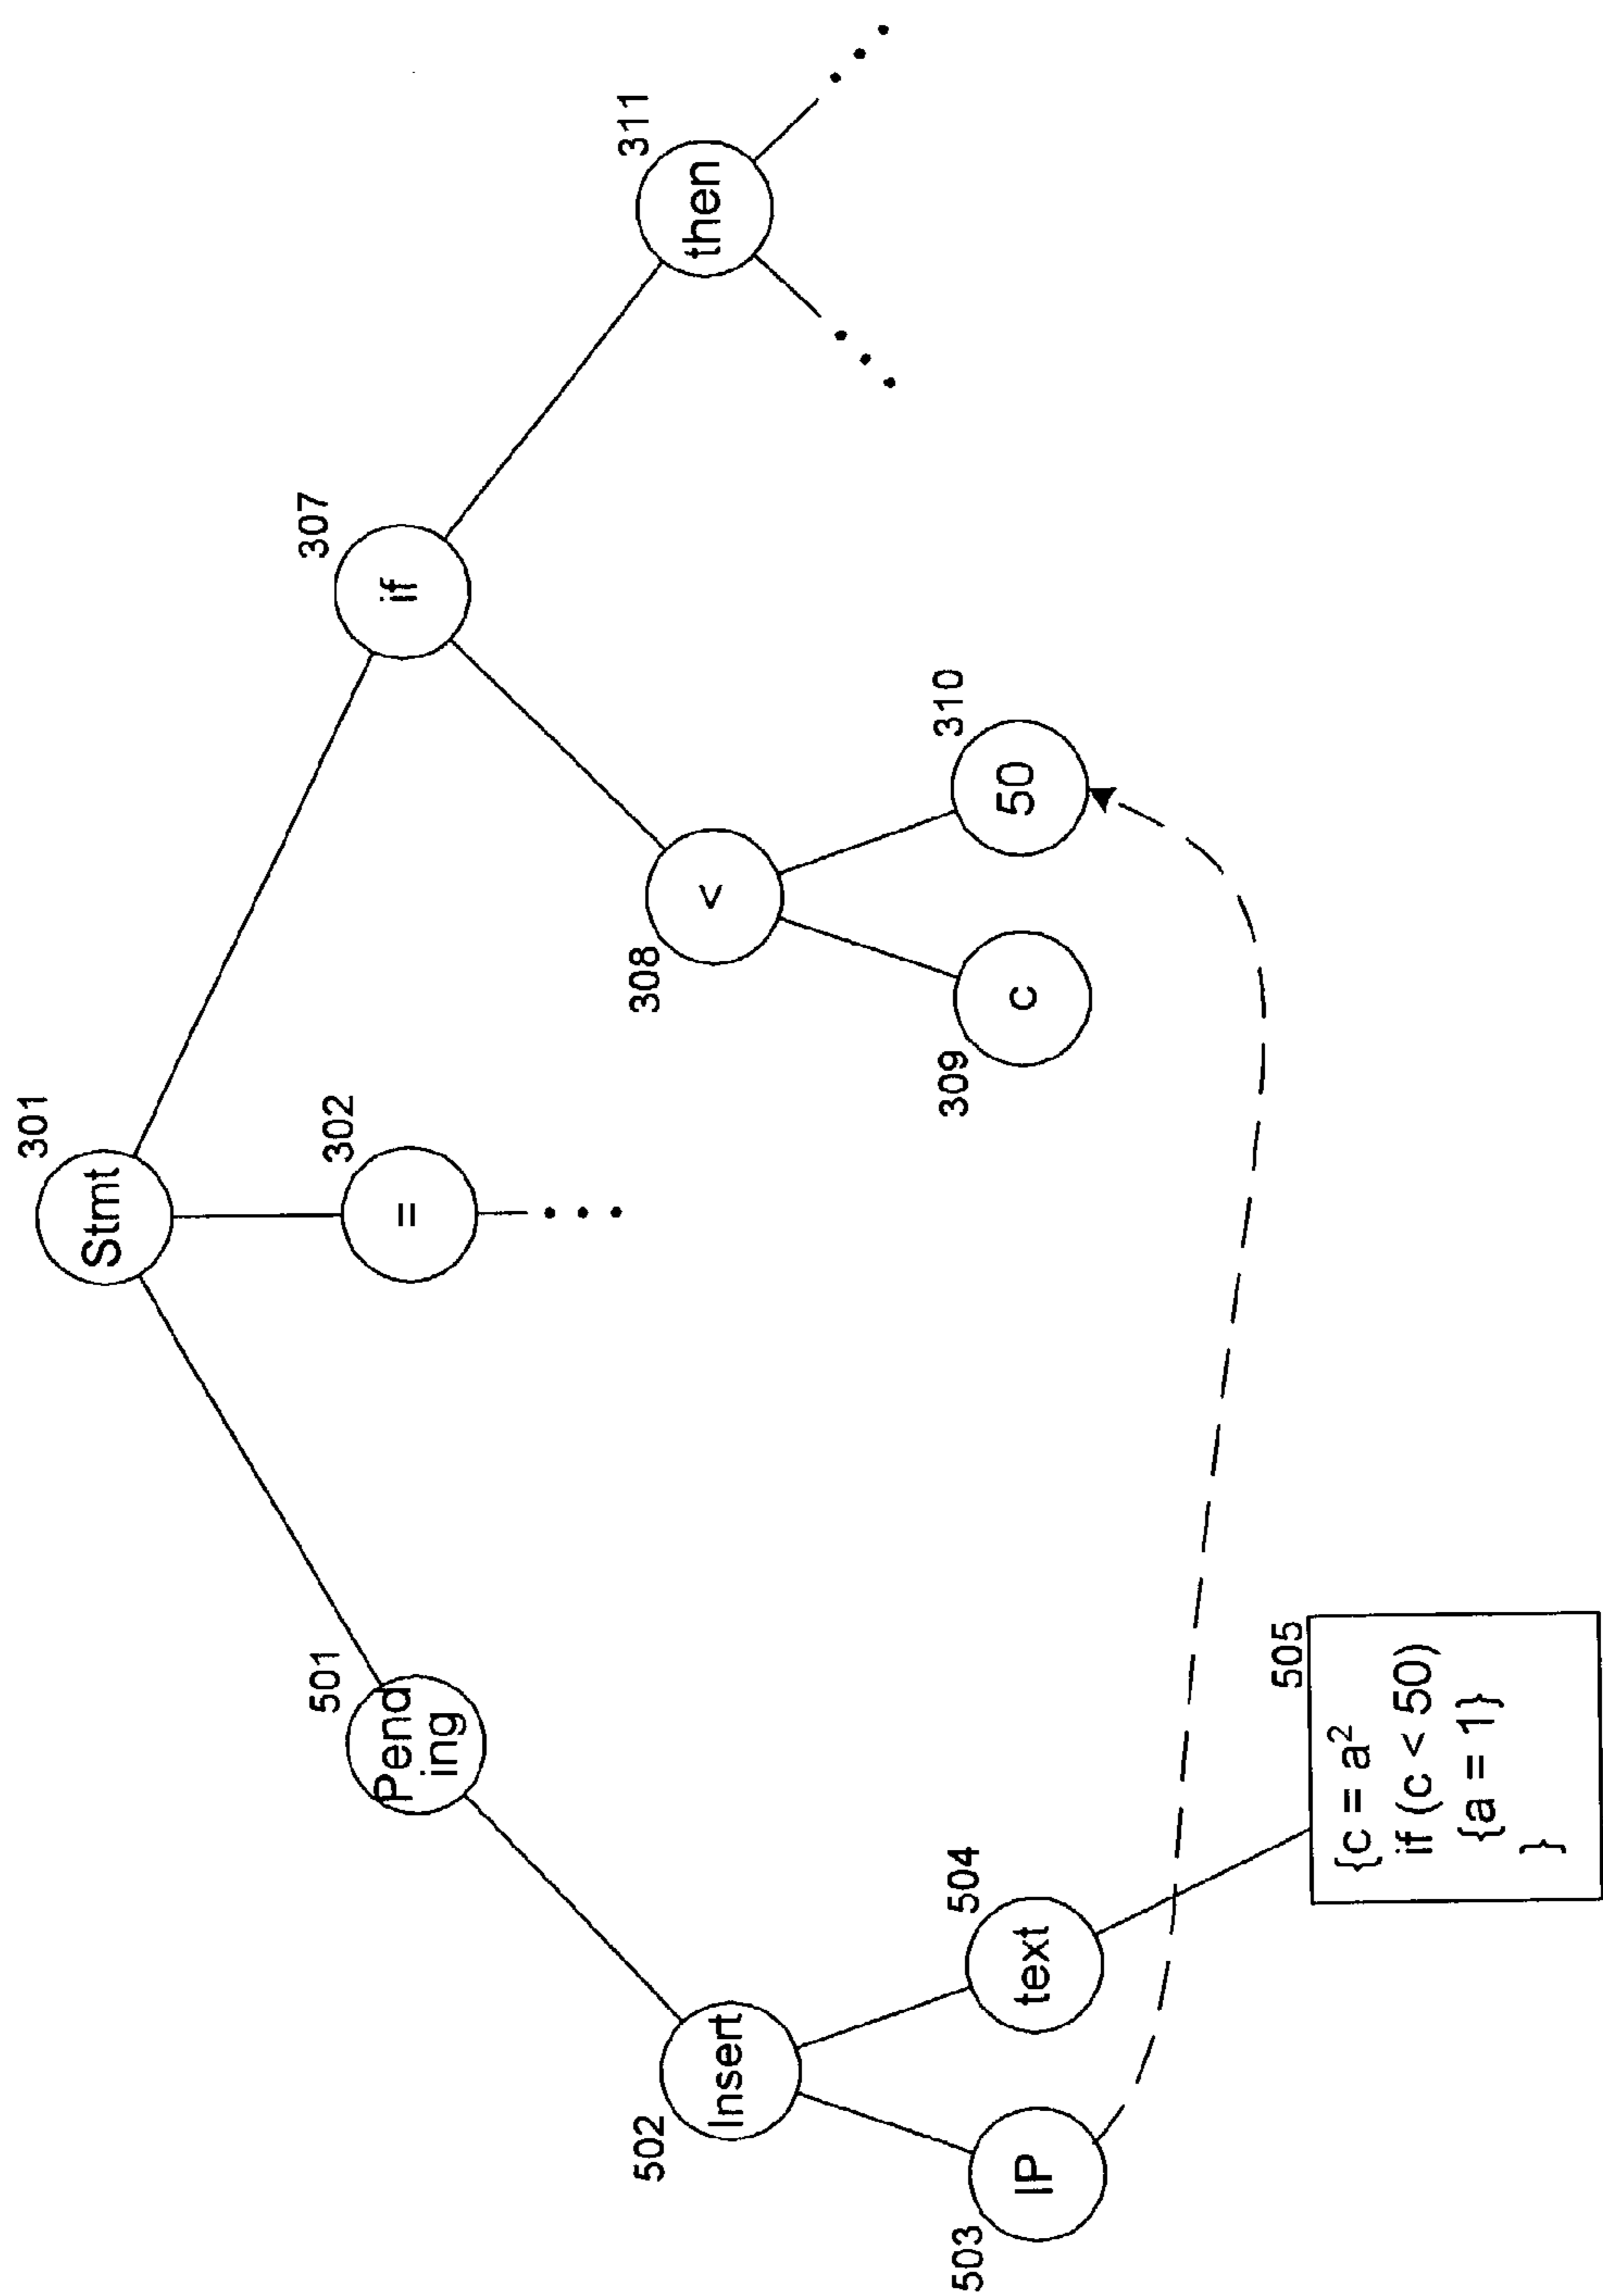 301
Stmt
501
Pend
ing
302
=
307
if
502
Insert
308
<
311
then
503
IP
504
text
309
c
310
50
505
{c = a²
if (c < 50)
{a = 1}
}